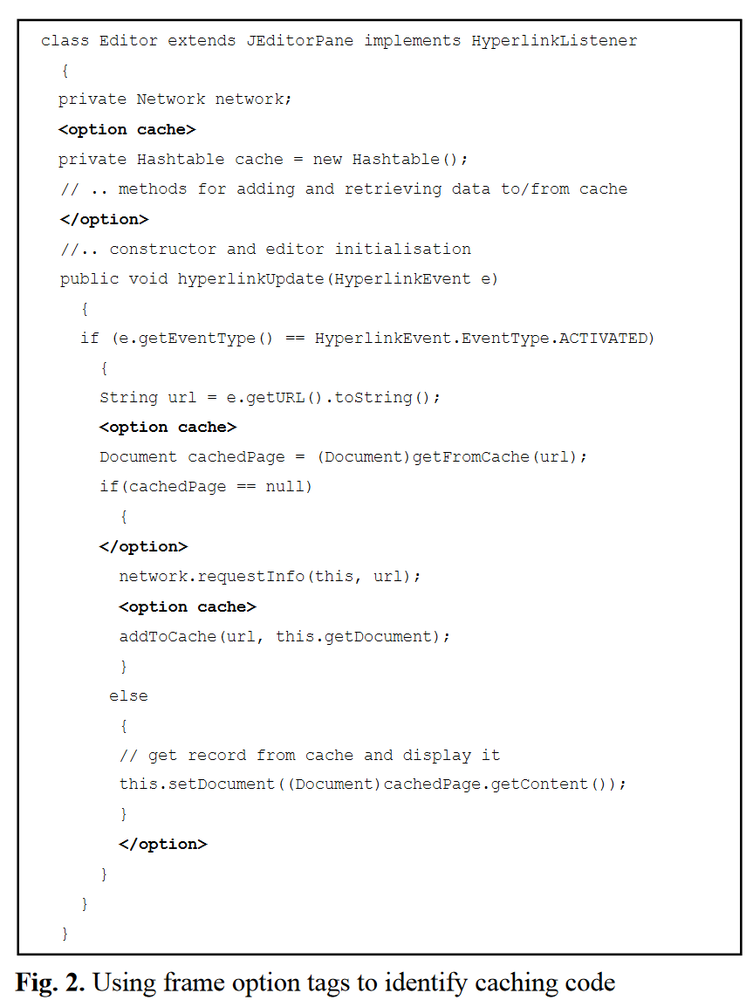 class Editor extends JEditorPane implements HyperlinkListener
{
private Network network;
<option cache>
private Hashtable cache = new Hashtable();
// .. methods for adding and retrieving data to/from cache
</option>
//.. constructor and editor initialisation
public void hyperlinkUpdate(HyperlinkEvent e)
{
if (e.getEventType() == HyperlinkEvent.EventType.ACTIVATED)
{
String url = e.getURL().toString();
<option cache>
Document cachedPage = (Document)getFromCache(url);
if(cachedPage == null)
{
</option>
network.requestInfo(this, url);
<option cache>
addToCache(url, this.getDocument);
}
else
{
// get record from cache and display it
this.setDocument((Document)cachedPage.getContent());
}
</option>
}
}
}
Fig. 2. Using frame option tags to identify caching code